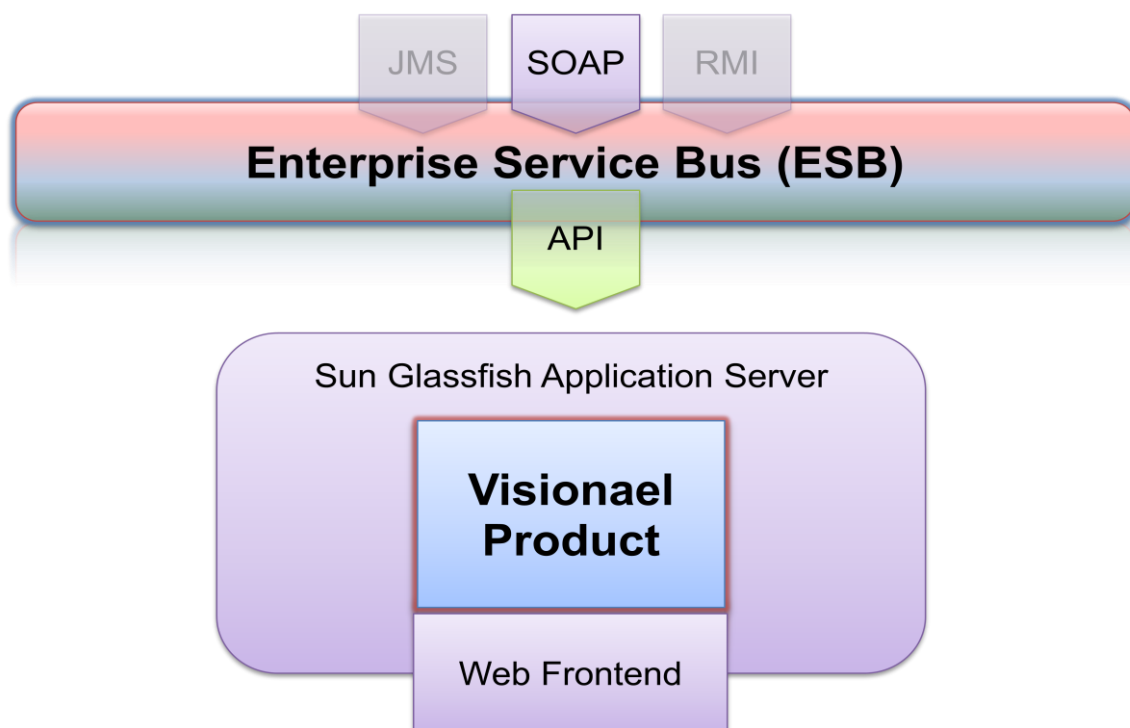 JMS
SOAP
RMI
Enterprise Service Bus (ESB)
API
Sun Glassfish Application Server
Visionael
Product
Web Frontend